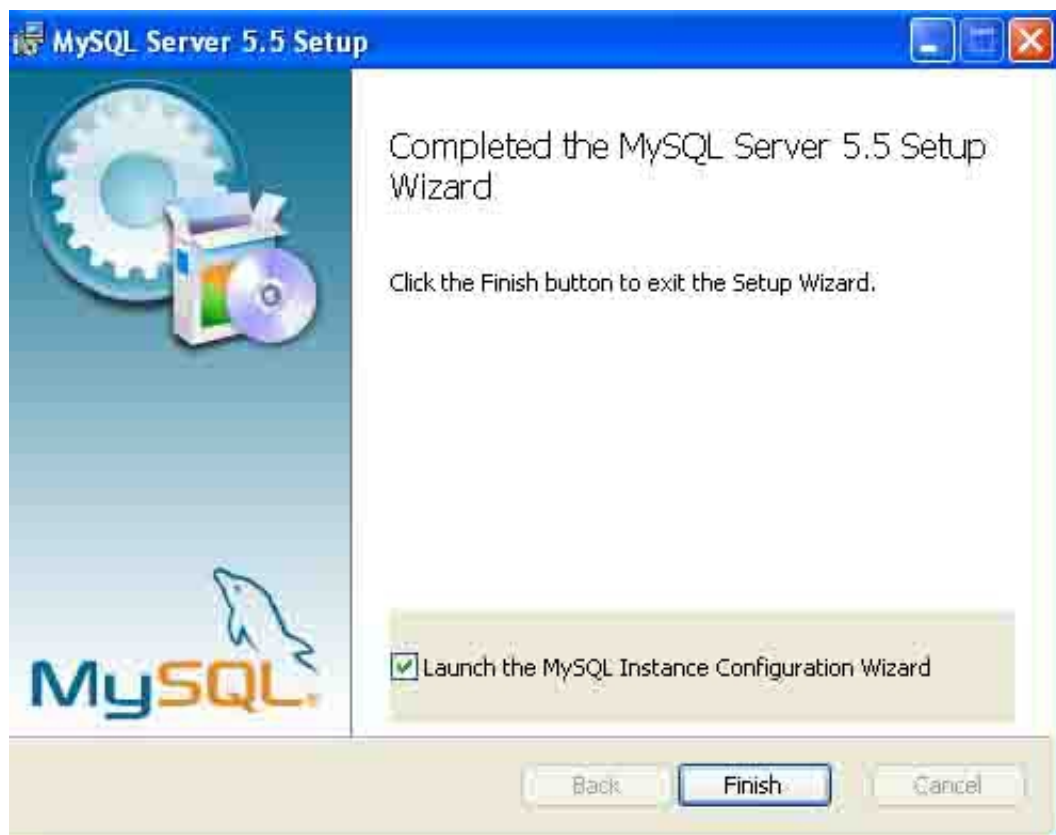 MySQL Server 5.5 Setup
Completed the MySQL Server 5.5 Setup
Wizard
Click the Finish button to exit the Setup Wizard.
Launch the MySQL Instance Configuration Wizard
MySQL®
Back
Finish
Cancel